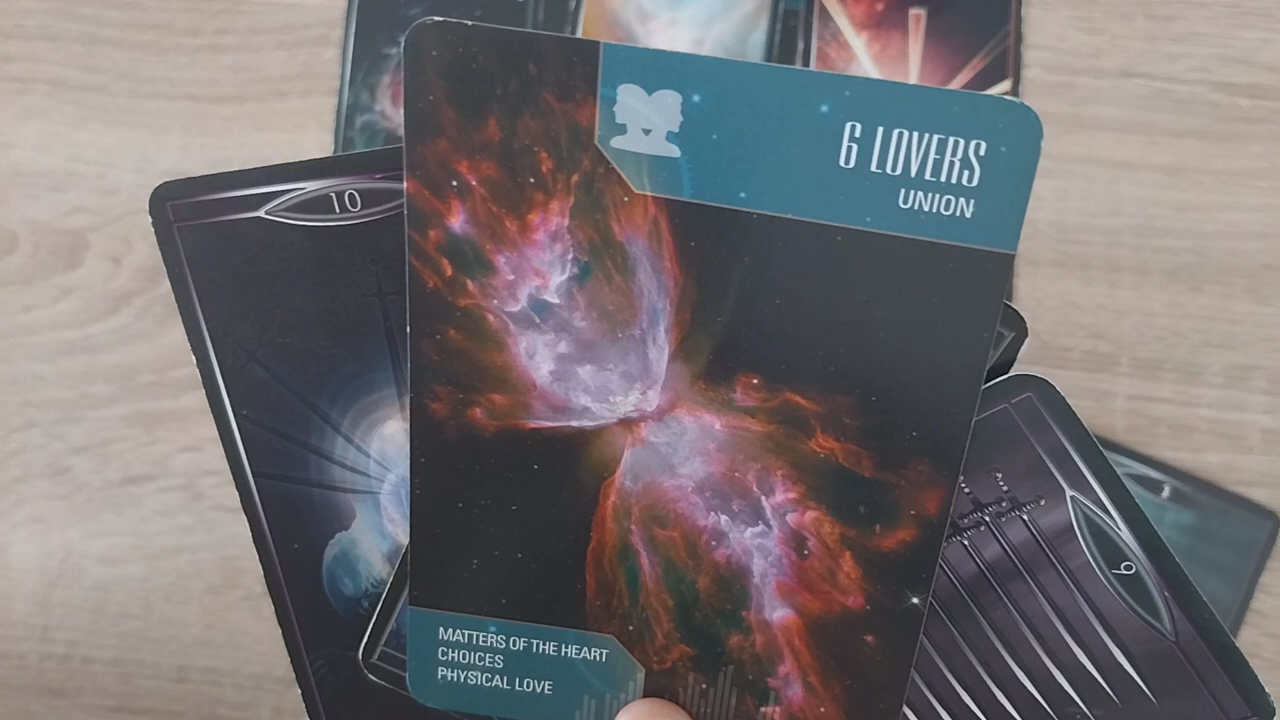 10
6 LOVERS
UNION
9
MATTERS OF THE HEART
CHOICES
PHYSICAL LOVE